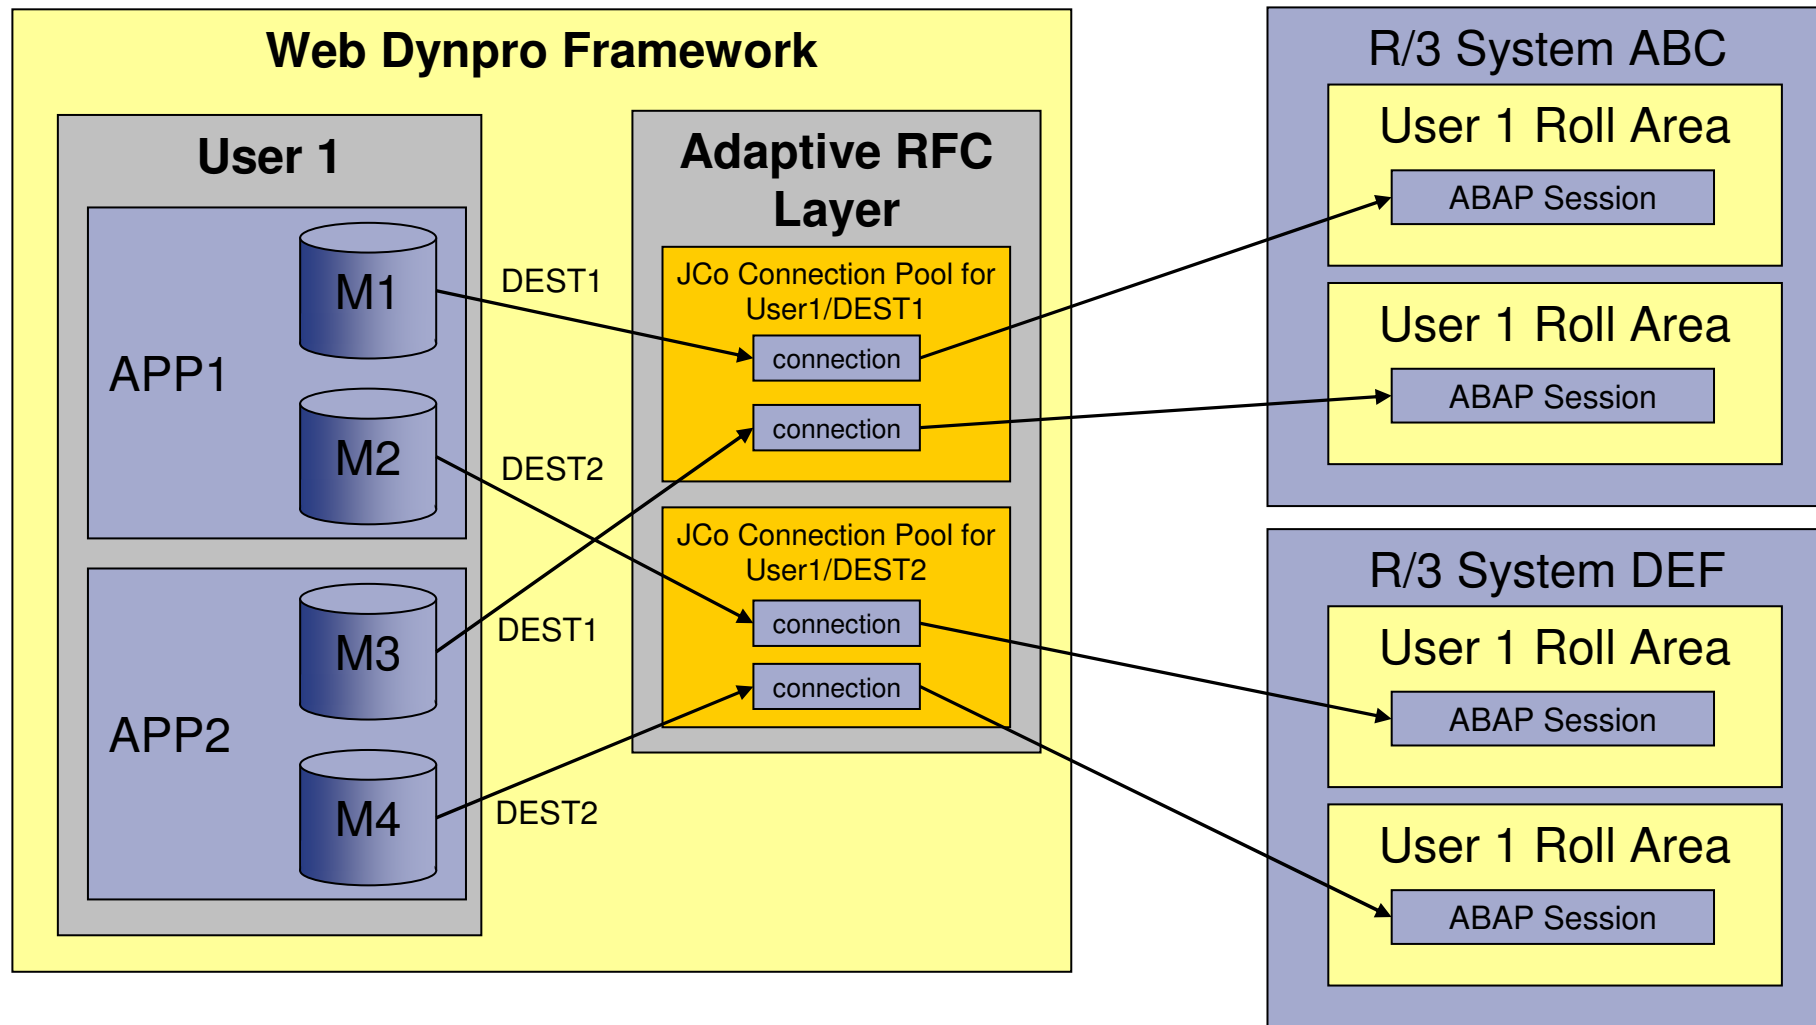 Web Dynpro Framework
User 1
APP1
M1
M2
APP2
M3
M4
DEST1
DEST2
DEST1
DEST2
Adaptive RFC
Layer
JCo Connection Pool for
User1/DEST1
connection
connection
JCo Connection Pool for
User1/DEST2
connection
connection
R/3 System ABC
User 1 Roll Area
ABAP Session
User 1 Roll Area
ABAP Session
R/3 System DEF
User 1 Roll Area
ABAP Session
User 1 Roll Area
ABAP Session